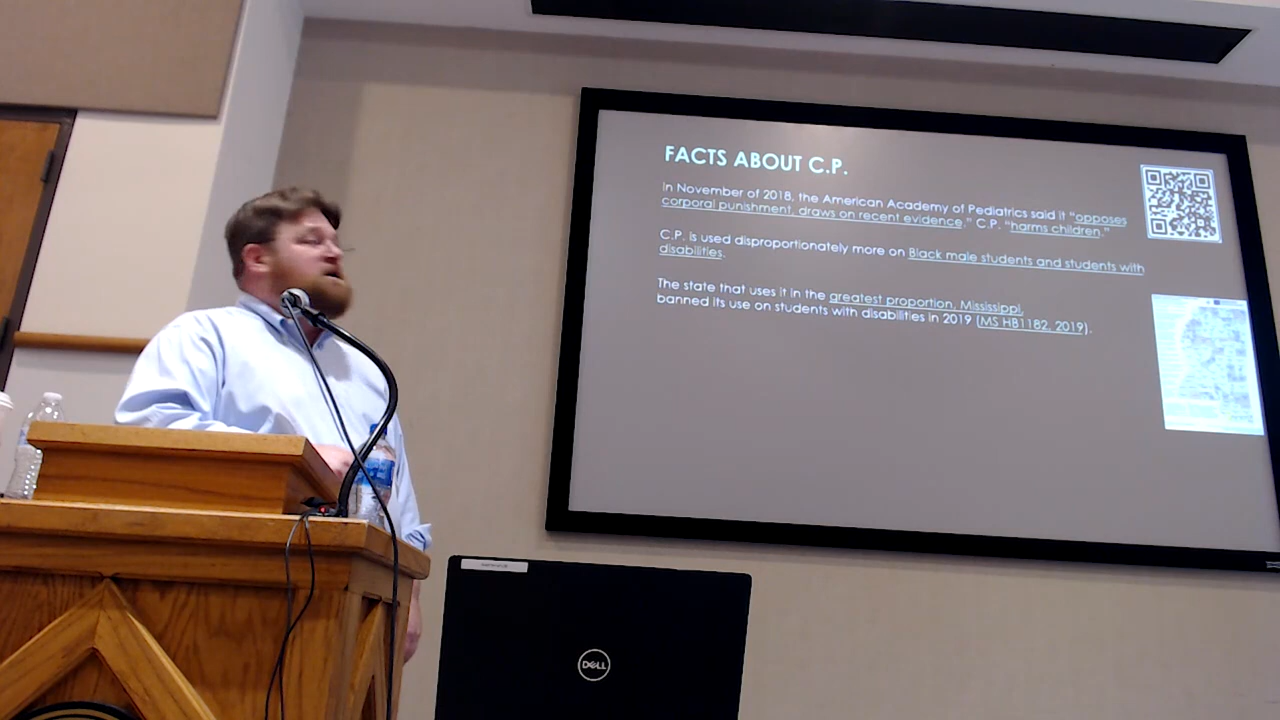 FACTS ABOUT C.P.
In November of 2018, the American Academy of Pediatrics said it “opposes
corporal punishment, draws on recent evidence.” C.P. “harms children.”
C.P. is used disproportionately more on Black male students and students with
disabilities.
The state that uses it in the greatest proportion, Mississippi,
banned its use on students with disabilities in 2019 (MS HB1182, 2019).
DELL